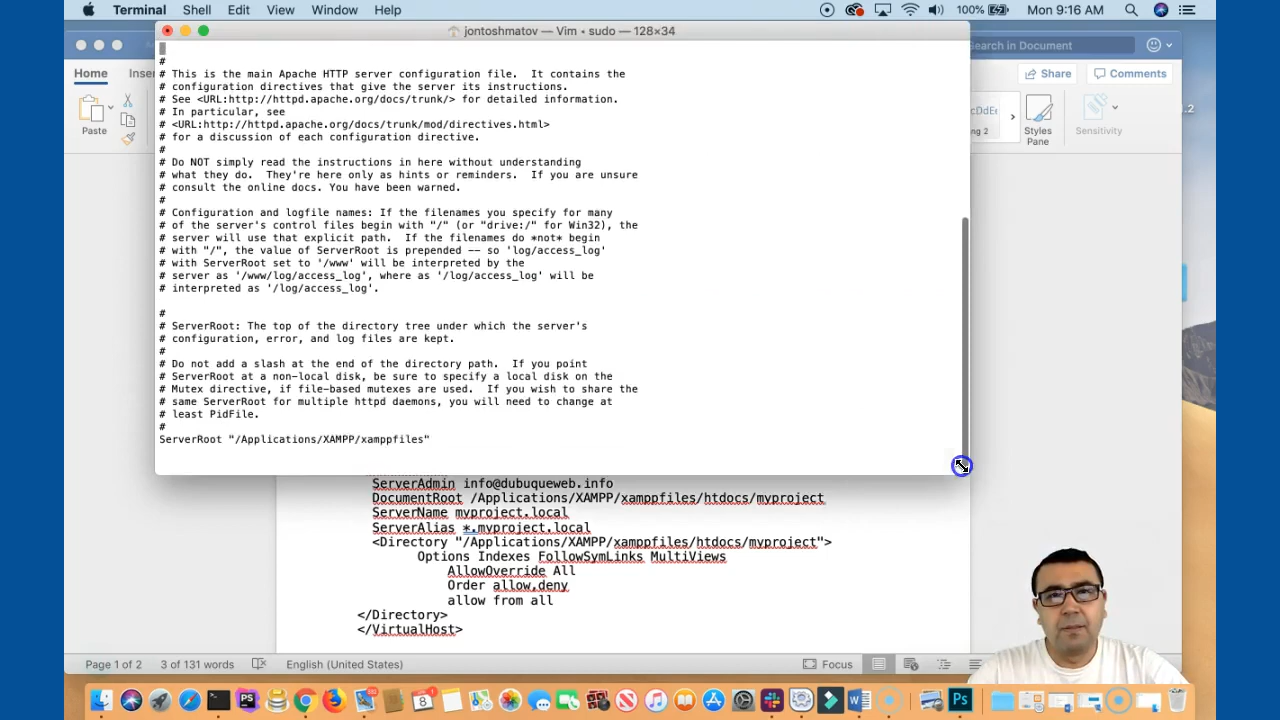 Terminal Shell Edit View Window Help 100% Mon 9:16 AM
jontoshmatov — Vim • sudo — 128×34
Search in Document
Home Inser
Share Comments
Paste
Styles Pane
Sensitivity
#
# This is the main Apache HTTP server configuration file.  It contains the
# configuration directives that give the server its instructions.
# See <URL:http://httpd.apache.org/docs/trunk/> for detailed information.
# In particular, see
# <URL:http://httpd.apache.org/docs/trunk/mod/directives.html>
# for a discussion of each configuration directive.
#
# Do NOT simply read the instructions in here without understanding
# what they do.  They're here only as hints or reminders.  If you are unsure
# consult the online docs. You have been warned.
#
# Configuration and logfile names: If the filenames you specify for many
# of the server's control files begin with "/" (or "drive:/" for Win32), the
# server will use that explicit path.  If the filenames do *not* begin
# with "/", the value of ServerRoot is prepended -- so 'log/access_log'
# with ServerRoot set to '/www' will be interpreted by the
# server as '/www/log/access_log', where as '/log/access_log' will be
# interpreted as '/log/access_log'.
#
# ServerRoot: The top of the directory tree under which the server's
# configuration, error, and log files are kept.
#
# Do not add a slash at the end of the directory path.  If you point
# ServerRoot at a non-local disk, be sure to specify a local disk on the
# Mutex directive, if file-based mutexes are used.  If you wish to share the
# same ServerRoot for multiple httpd daemons, you will need to change at
# least PidFile.
#
ServerRoot "/Applications/XAMPP/xamppfiles"
ServerAdmin info@dubuqueweb.info
DocumentRoot /Applications/XAMPP/xamppfiles/htdocs/myproject
ServerName myproject.local
ServerAlias *.myproject.local
<Directory "/Applications/XAMPP/xamppfiles/htdocs/myproject">
Options Indexes FollowSymLinks MultiViews
AllowOverride All
Order allow,deny
allow from all
</Directory>
</VirtualHost>
Page 1 of 2 3 of 131 words English (United States) Focus